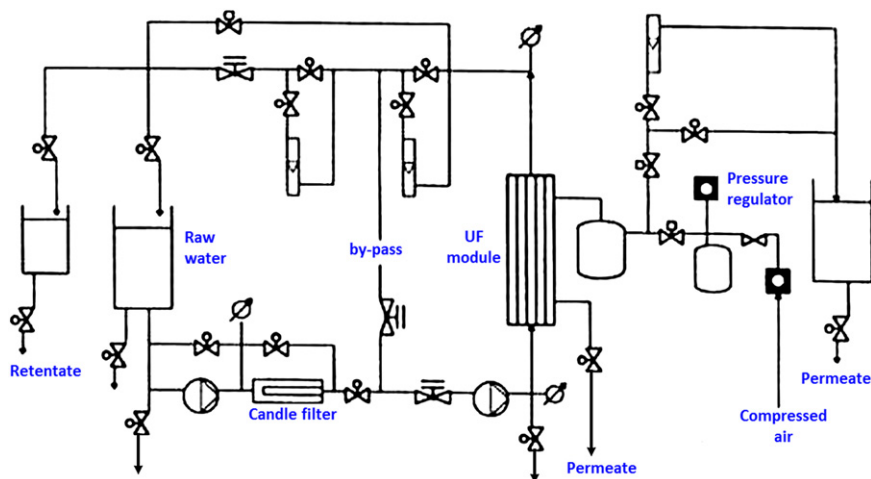 Pressure
regulator
Raw
water
by-pass
UF
module
Retentate
Candle filter
Permeate
Compressed
air
Permeate